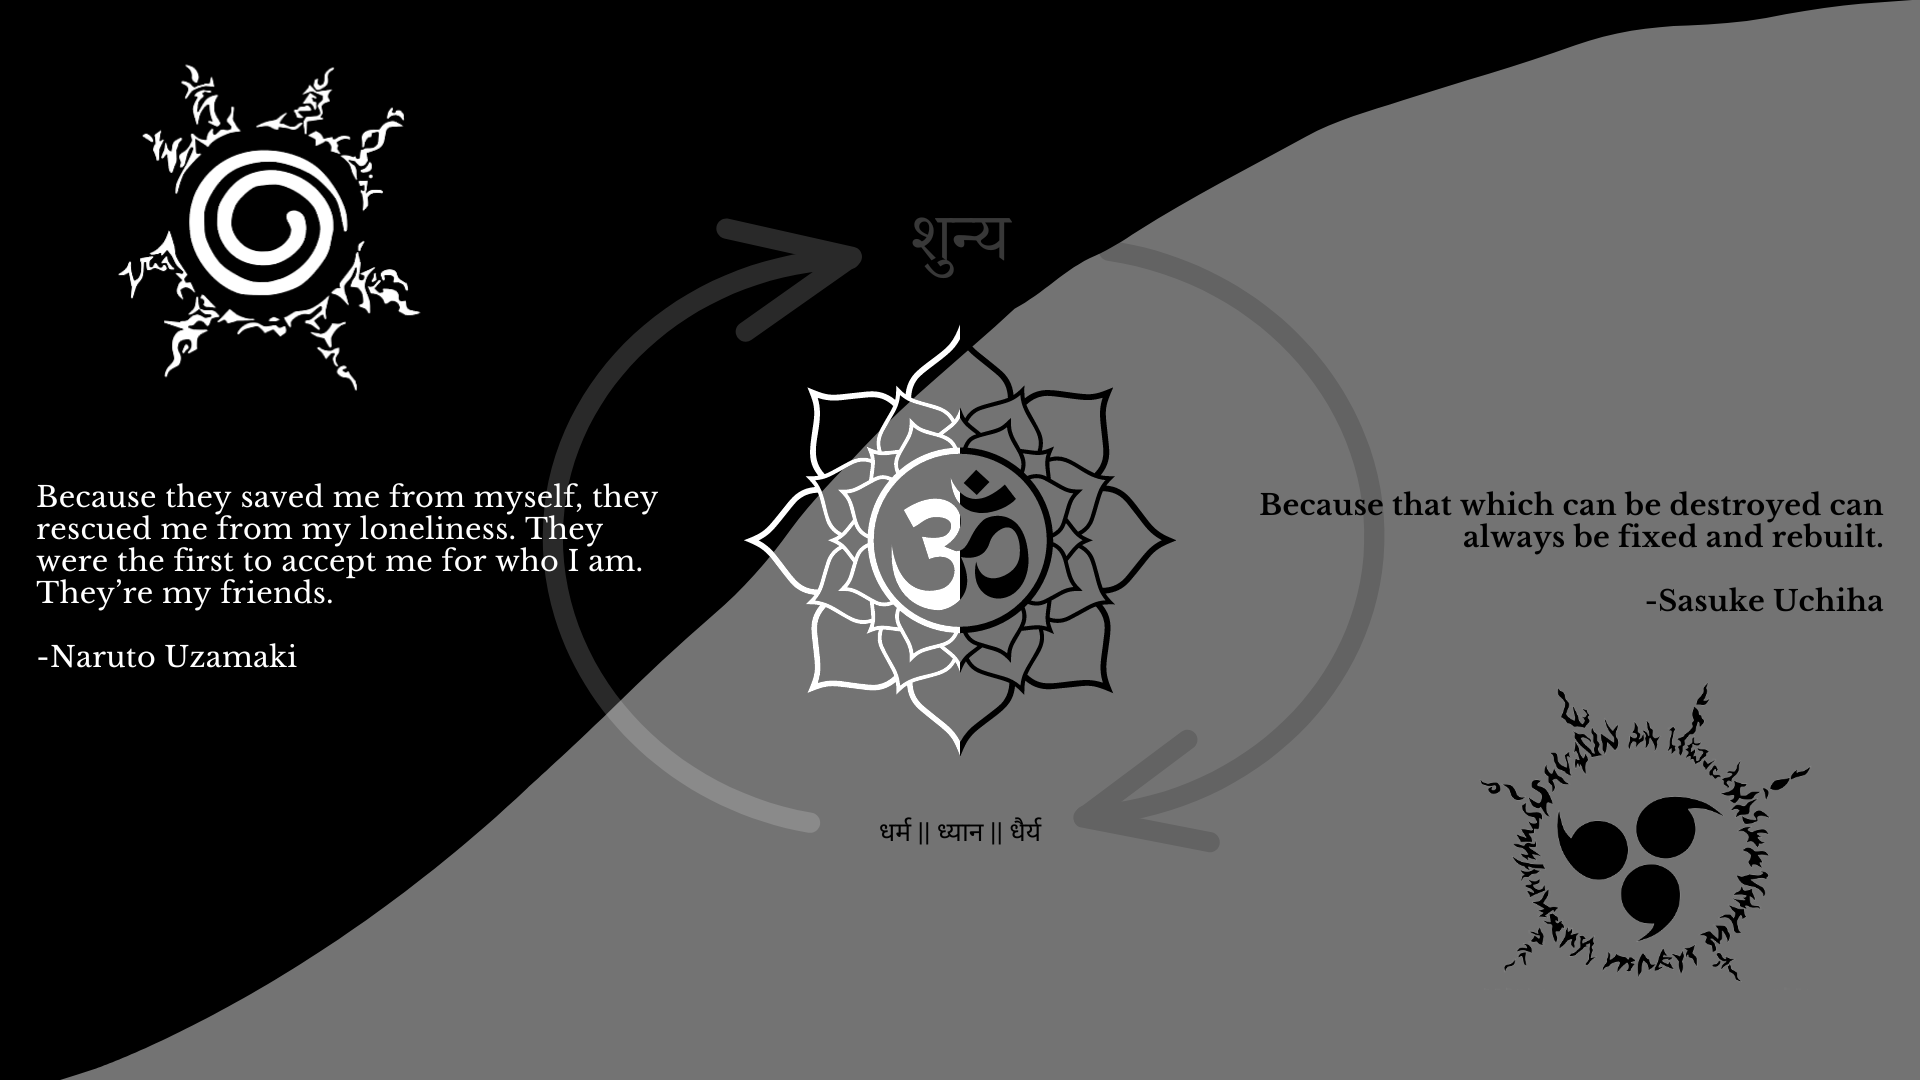 शुन्य
Because they saved me from myself, they
rescued me from my loneliness. They
were the first to accept me for who I am.
They’re my friends.
-Naruto Uzamaki
ॐ
Because that which can be destroyed can
always be fixed and rebuilt.
-Sasuke Uchiha
धर्म || ध्यान || धैर्य